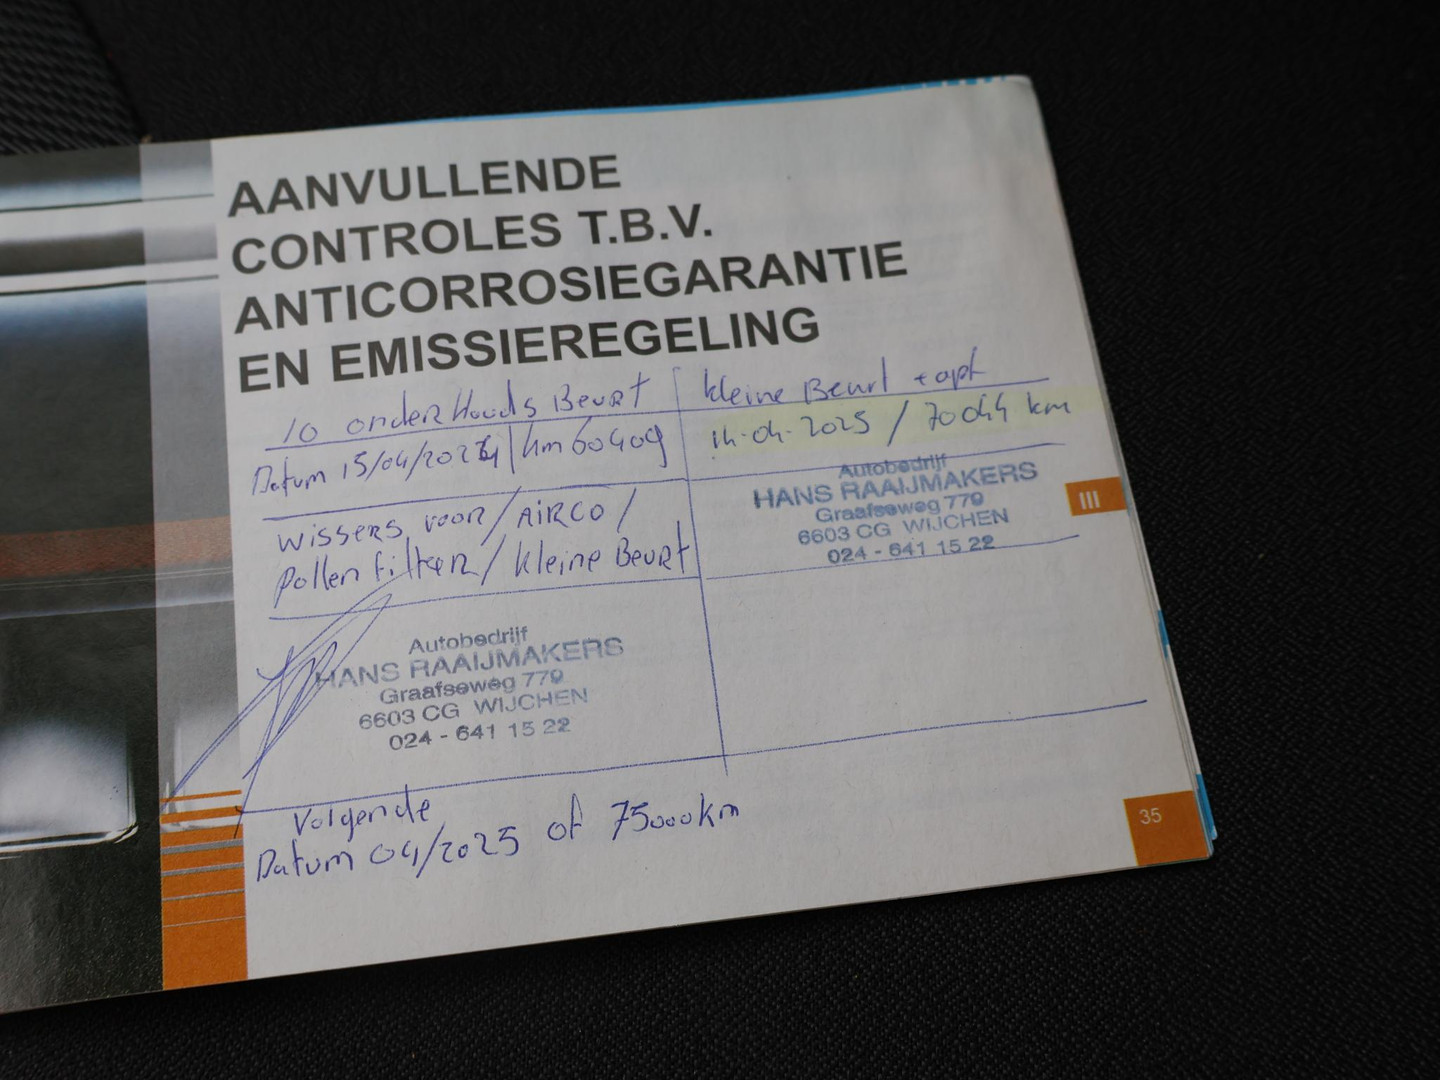 AANVULLENDE
CONTROLES T.B.V.
ANTICORROSIEGARANTIE
EN EMISSIEREGELING
10 onderHouds Beurt
Datum 15/04/2024 | km 60409
wissers voor / AIRCO /
pollen filter / kleine Beurt
Autobedrijf
HANS RAAIJMAKERS
Graafseweg 779
6603 CG WIJCHEN
024 - 641 15 22
kleine Beurt + apk
14-04-2025 / 70044 km
Autobedrijf
HANS RAAIJMAKERS
Graafseweg 779
6603 CG WIJCHEN
024 - 641 15 22
III
Volgende
Datum 04/2025 of 75000km
35